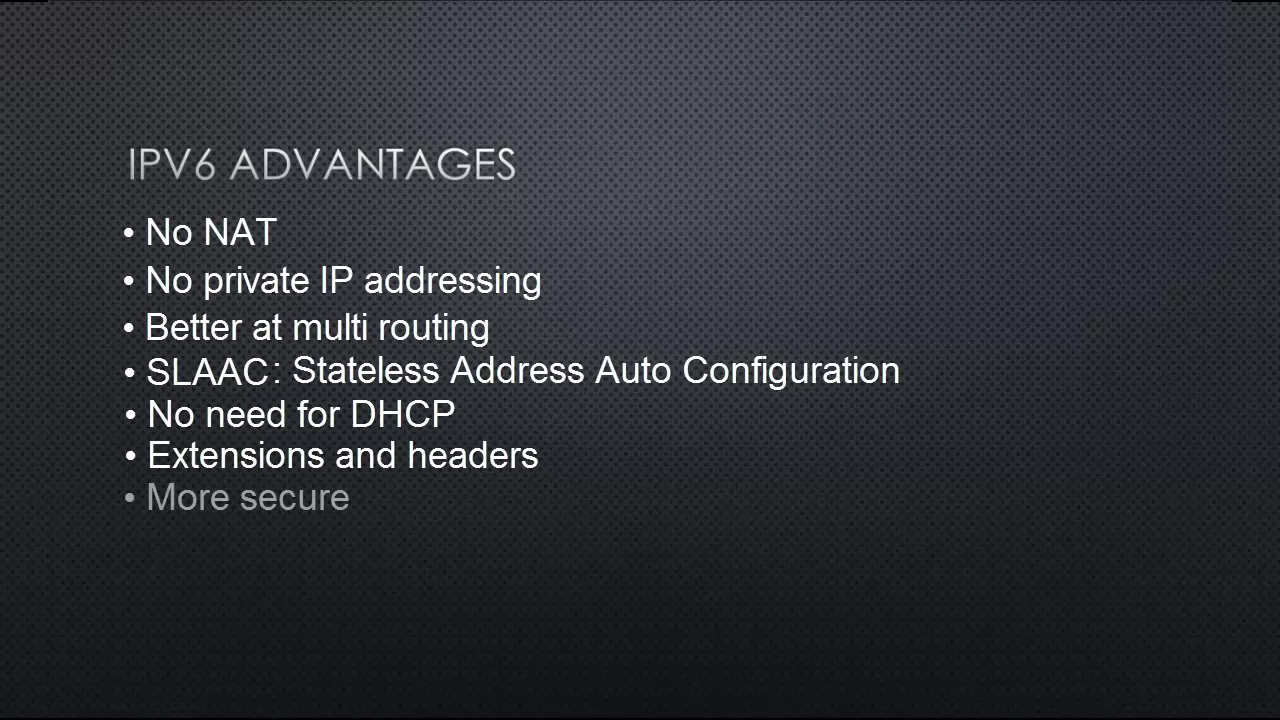 IPV6 ADVANTAGES
• No NAT
• No private IP addressing
• Better at multi routing
• SLAAC: Stateless Address Auto Configuration
• No need for DHCP
• Extensions and headers
• More secure